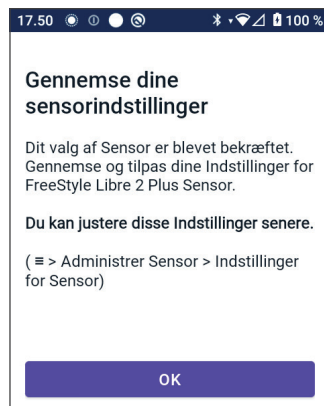 17.50 100 %
Gennemse dine
sensorindstillinger
Dit valg af Sensor er blevet bekræftet.
Gennemse og tilpas dine Indstillinger for
FreeStyle Libre 2 Plus Sensor.
Du kan justere disse Indstillinger senere.
( ≡ > Administrer Sensor > Indstillinger
for Sensor)
OK